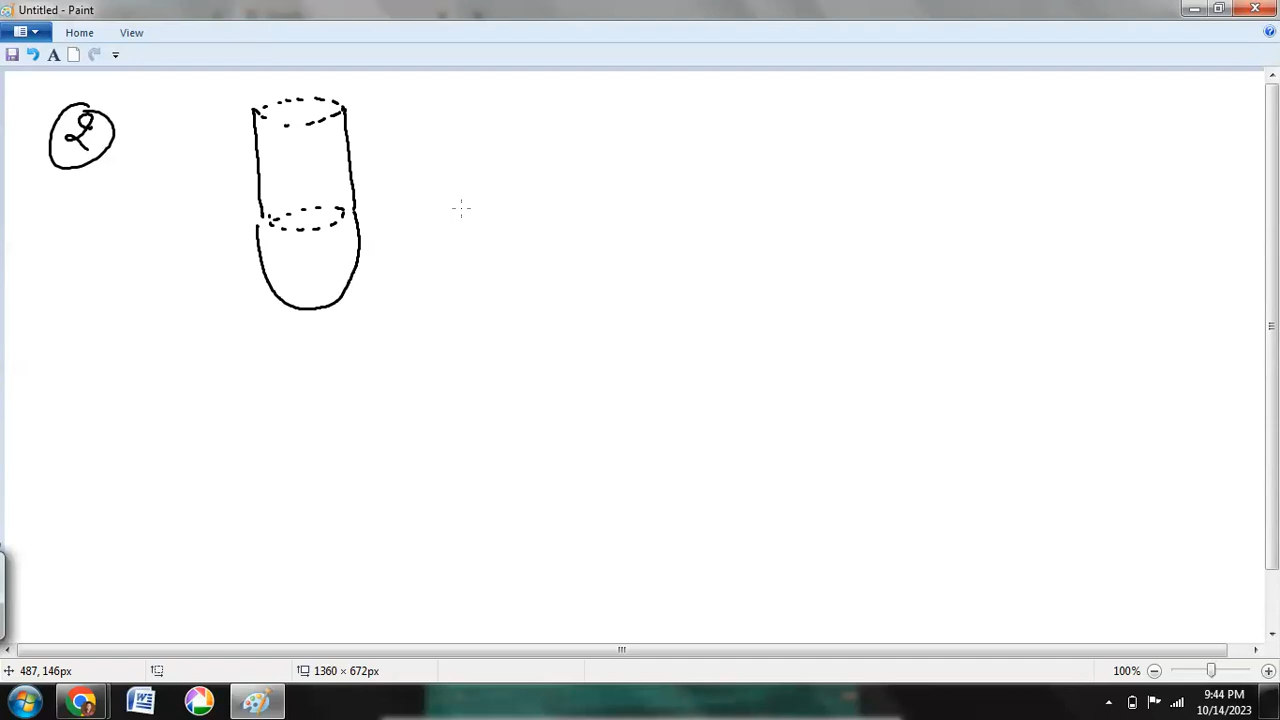 Untitled - Paint
Home View
A
2
487, 146px
1360 × 672px
100%
9:44 PM
10/14/2023